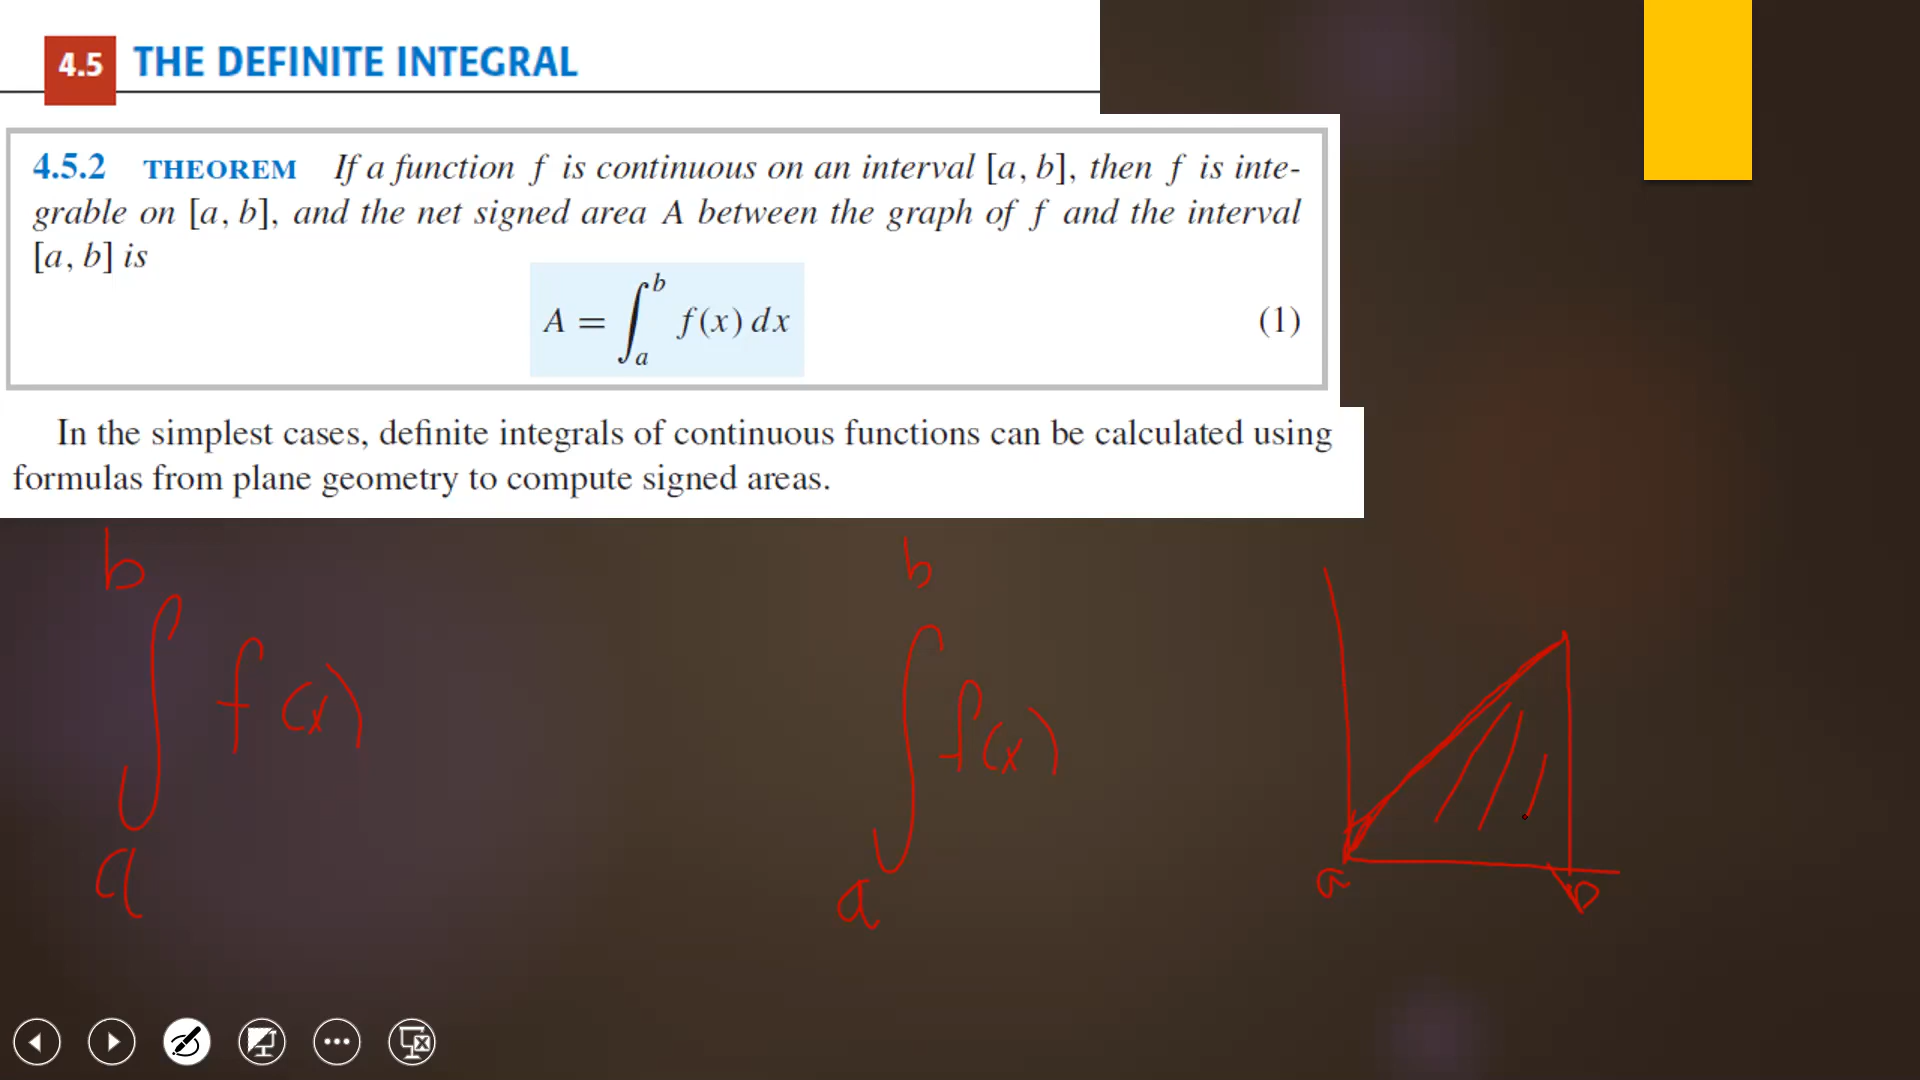 4.5 THE DEFINITE INTEGRAL
4.5.2 THEOREM If a function f is continuous on an interval [a, b], then f is inte-
grable on [a, b], and the net signed area A between the graph of f and the interval
[a, b] is
A = ∫_a^b f(x) dx (1)
In the simplest cases, definite integrals of continuous functions can be calculated using
formulas from plane geometry to compute signed areas.
b
∫ f(x)
a
b
∫ f(x)
a
a b